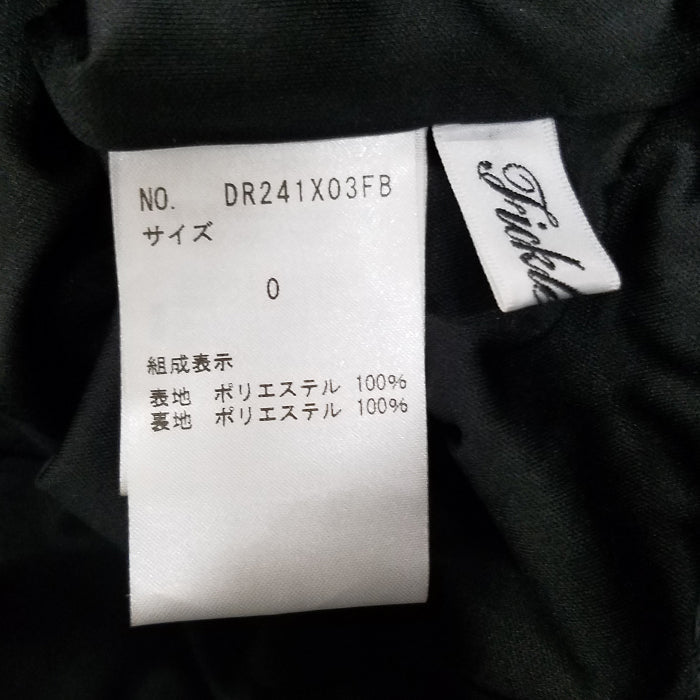 NO. DR241X03FB
サイズ
0
組成表示
表地 ポリエステル 100%
裏地 ポリエステル 100%